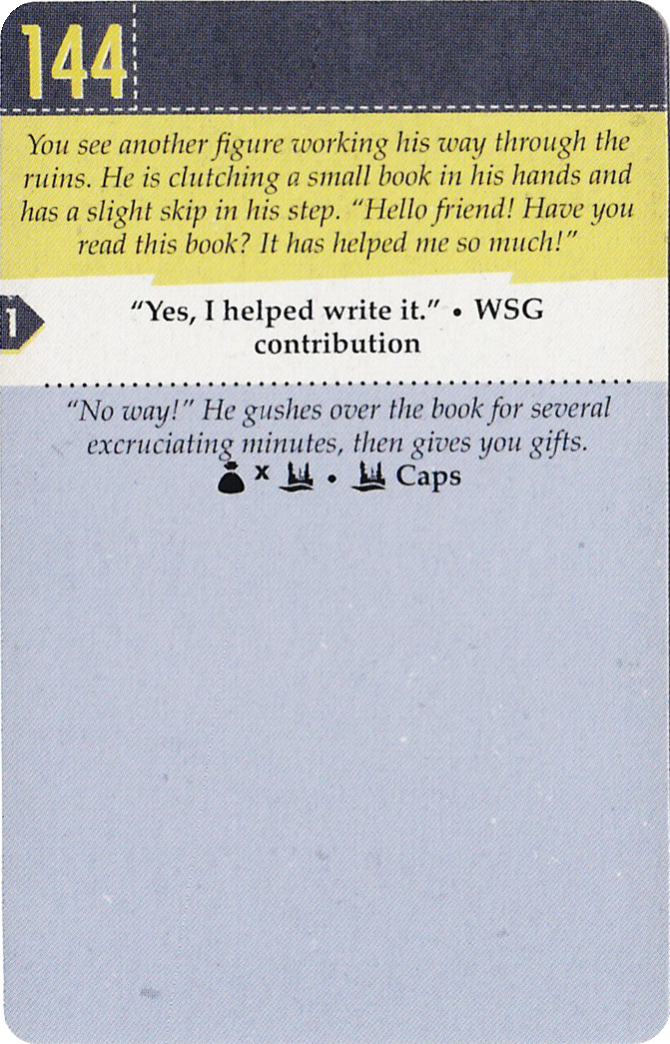 144
You see another figure working his way through the
ruins. He is clutching a small book in his hands and
has a slight skip in his step. “Hello friend! Have you
read this book? It has helped me so much!”
1
“Yes, I helped write it.” • WSG
contribution
“No way!” He gushes over the book for several
excruciating minutes, then gives you gifts.
x • Caps